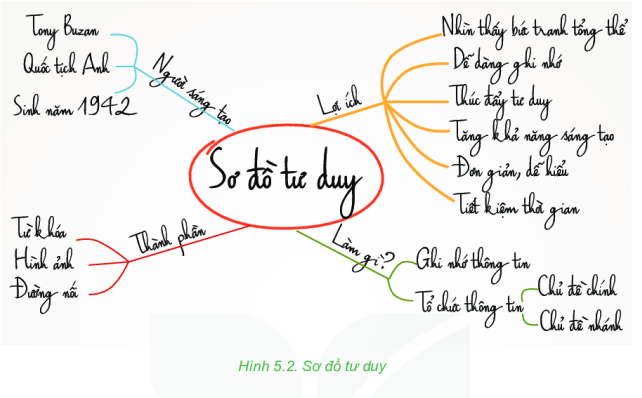 Tony Buzan
Quốc tịch Anh
Sinh năm 1942
Người sáng tạo
Lợi ích
Nhìn thấy bức tranh tổng thể
Dễ dàng ghi nhớ
Thúc đẩy tư duy
Tăng khả năng sáng tạo
Đơn giản, dễ hiểu
Tiết kiệm thời gian
Sơ đồ tư duy
Từ khóa
Hình ảnh
Đường nối
Thành phần
Làm gì?
Ghi nhớ thông tin
Tổ chức thông tin
Chủ đề chính
Chủ đề nhánh
Hình 5.2. Sơ đồ tư duy